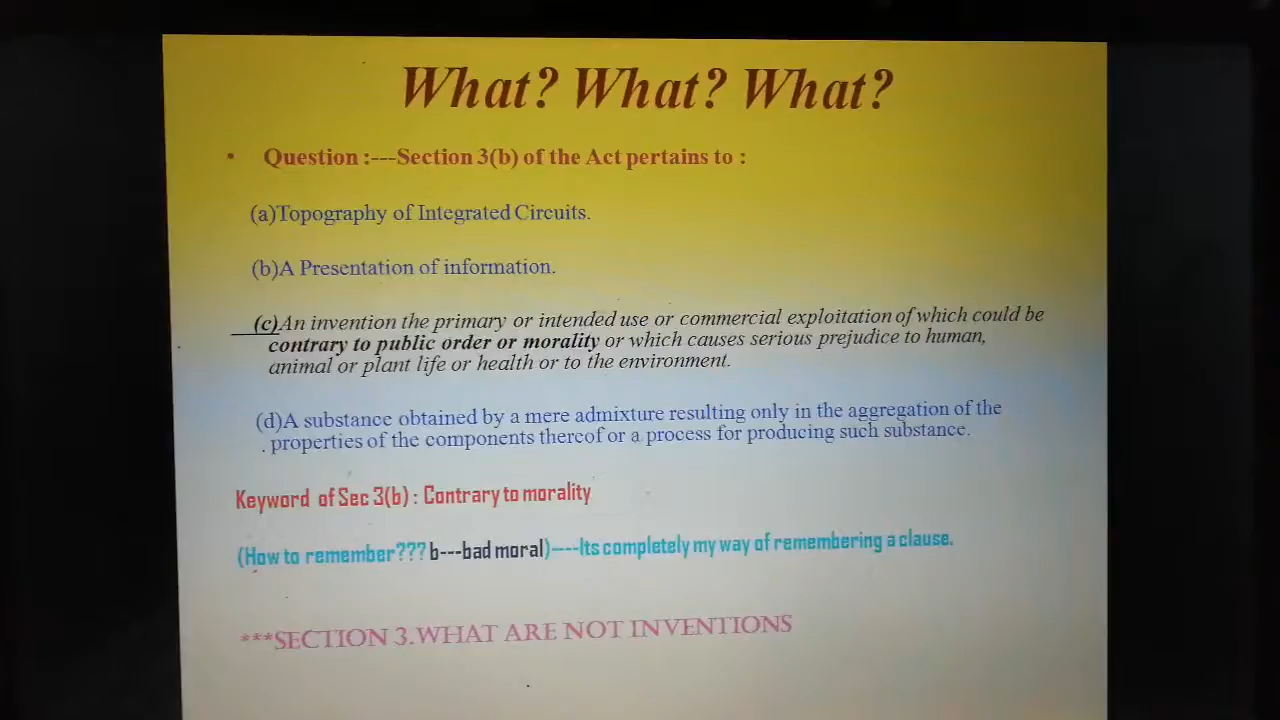 What? What? What?
• Question :---Section 3(b) of the Act pertains to :
(a)Topography of Integrated Circuits.
(b)A Presentation of information.
(c)An invention the primary or intended use or commercial exploitation of which could be
contrary to public order or morality or which causes serious prejudice to human,
animal or plant life or health or to the environment.
(d)A substance obtained by a mere admixture resulting only in the aggregation of the
. properties of the components thereof or a process for producing such substance.
Keyword of Sec 3(b) : Contrary to morality
(How to remember??? b---bad moral)----Its completely my way of remembering a clause.
***SECTION 3.WHAT ARE NOT INVENTIONS